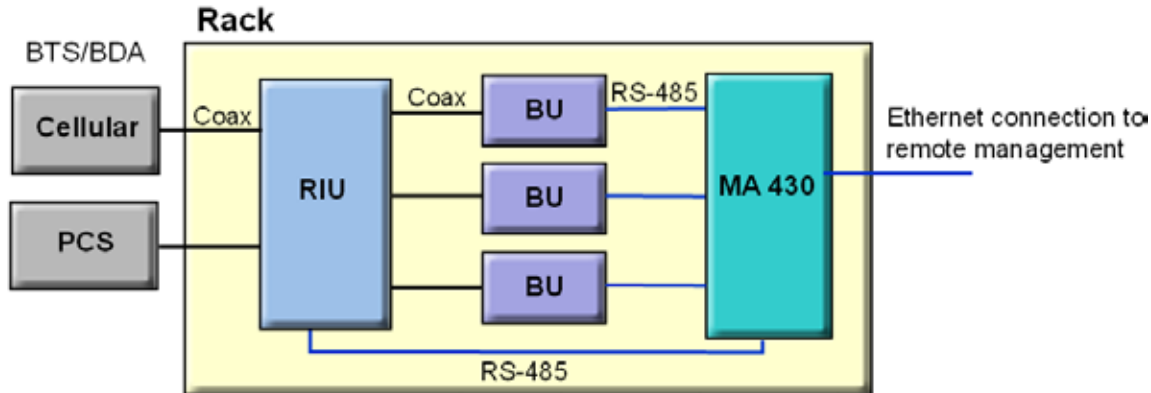 Rack
BTS/BDA
Cellular
PCS
Coax
RIU
Coax
BU
BU
BU
RS-485
MA 430
RS-485
Ethernet connection to
remote management